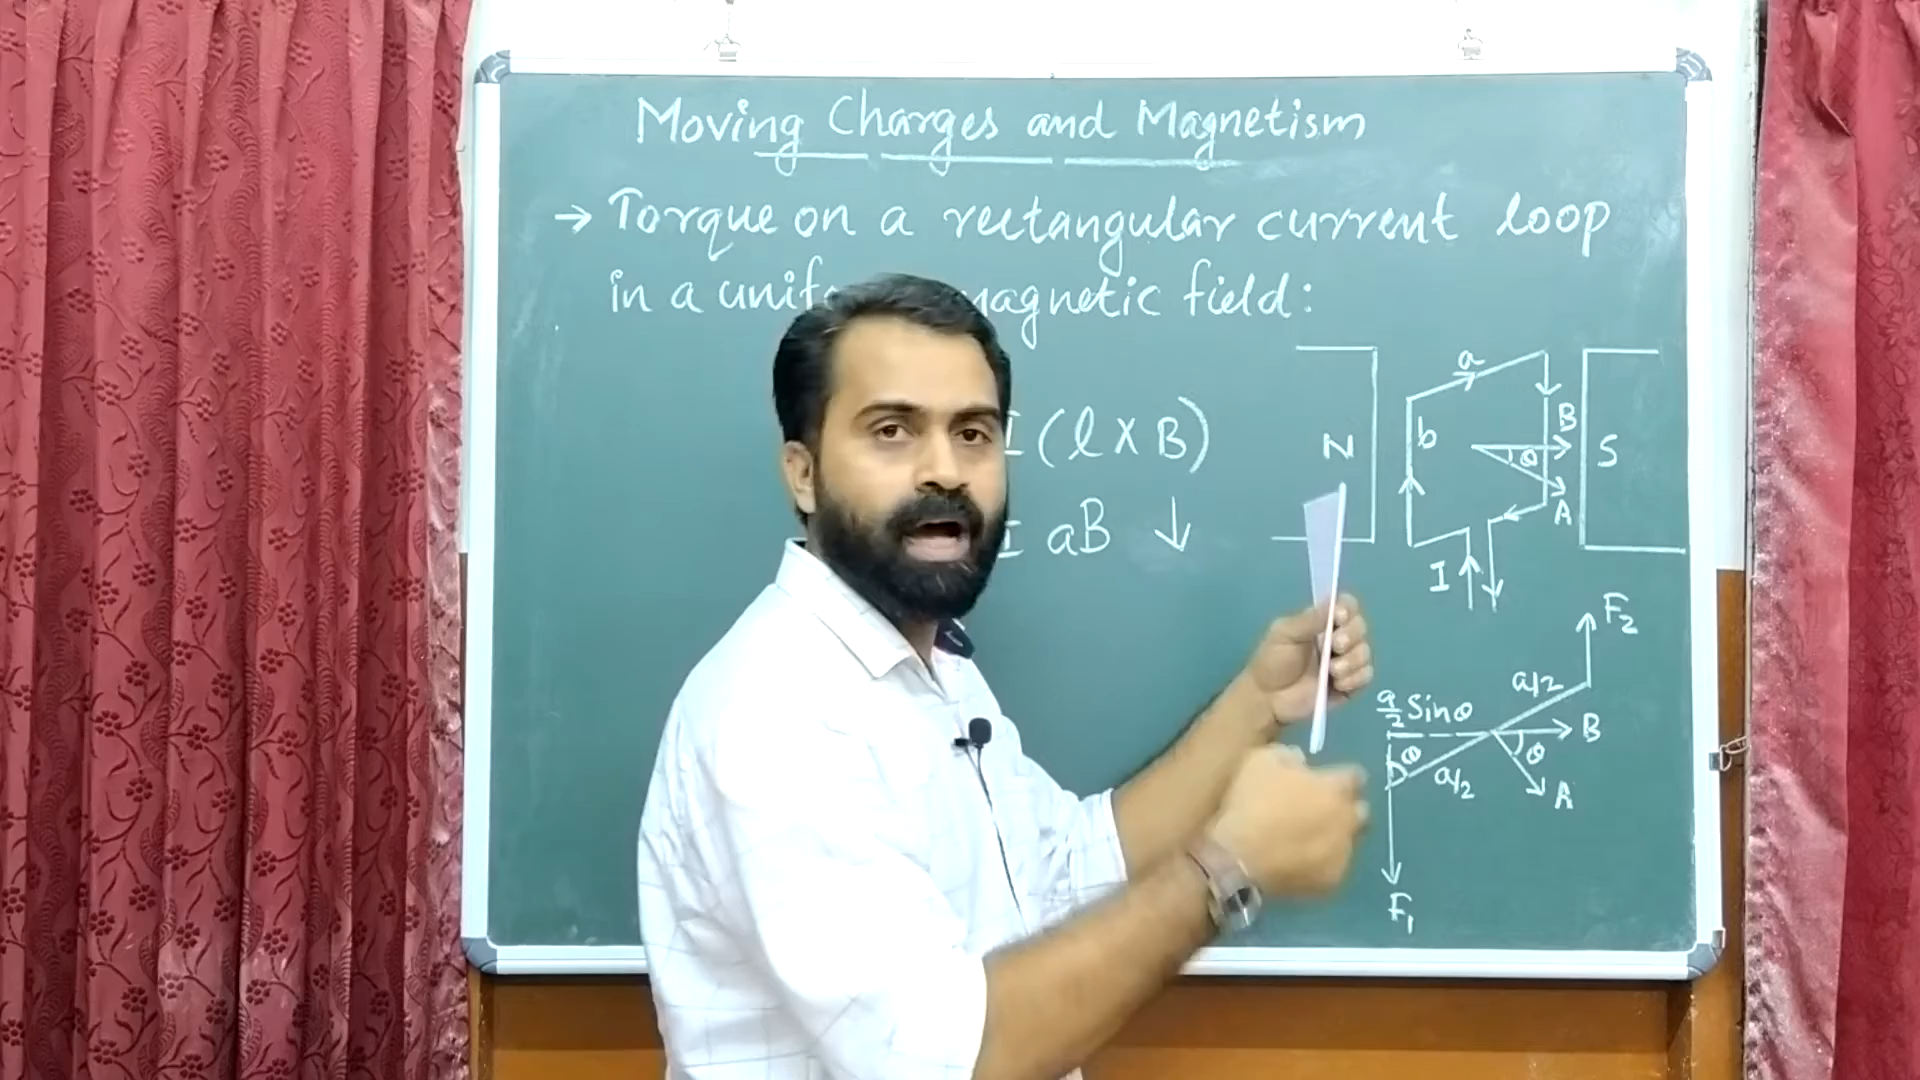 Moving Charges and Magnetism
→ Torque on a rectangular current loop
in a magnetic field:
I (l X B)
I aB ↓
N
a
b
B
θ
A
S
I
F2
a/2
a/2 Sinθ
B
θ
θ
a/2
A
F1